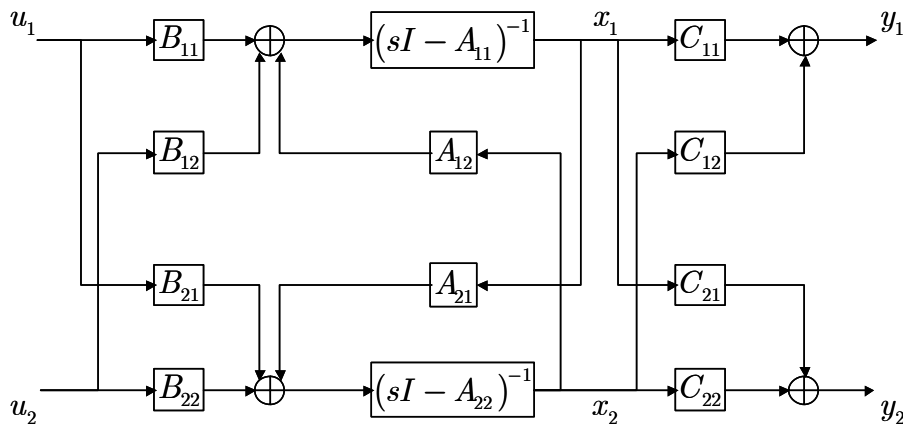 u₁ B₁₁ (sI − A₁₁)⁻¹ x₁ C₁₁ y₁
B₁₂ A₁₂ C₁₂
B₂₁ A₂₁ C₂₁
u₂ B₂₂ (sI − A₂₂)⁻¹ x₂ C₂₂ y₂